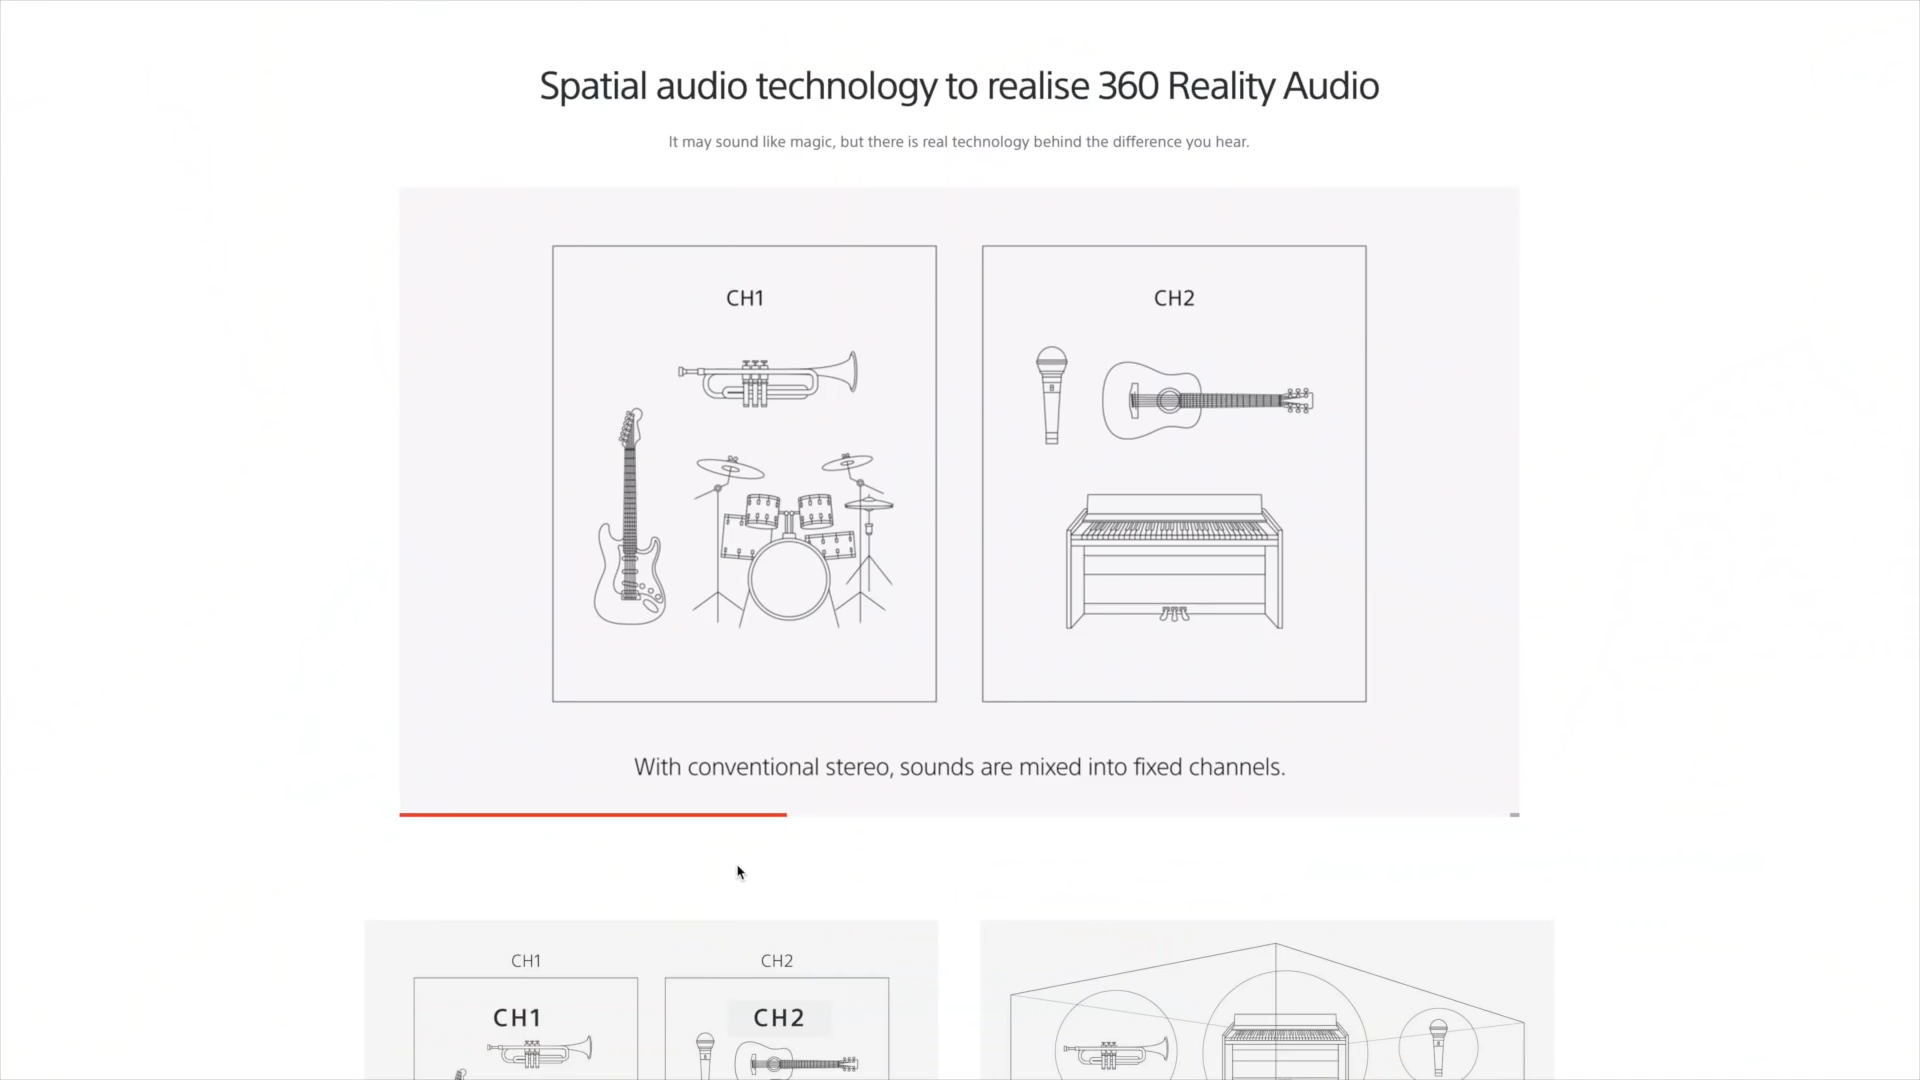 Spatial audio technology to realise 360 Reality Audio
It may sound like magic, but there is real technology behind the difference you hear.
CH1
CH2
With conventional stereo, sounds are mixed into fixed channels.
CH1
CH2
CH1
CH2